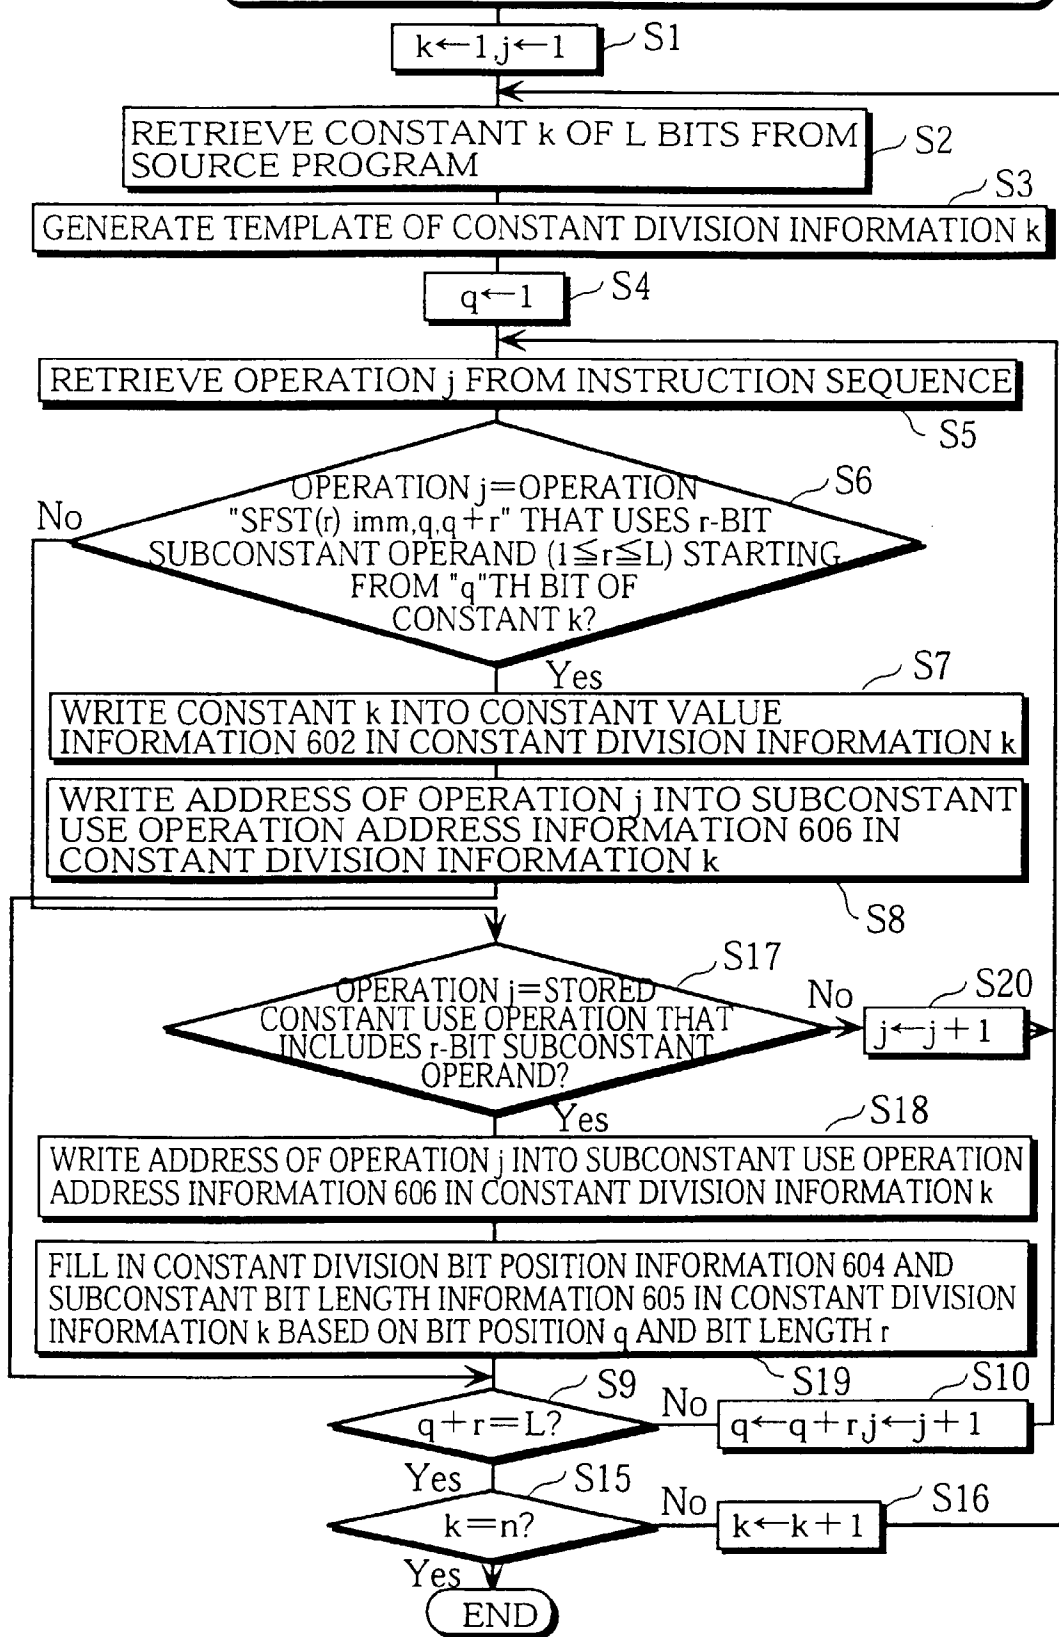 k←1,j←1
S1
RETRIEVE CONSTANT k OF L BITS FROM
SOURCE PROGRAM
S2
S3
GENERATE TEMPLATE OF CONSTANT DIVISION INFORMATION k
q←1
S4
RETRIEVE OPERATION j FROM INSTRUCTION SEQUENCE
S5
S6
OPERATION j=OPERATION
"SFST(r) imm,q,q+r" THAT USES r-BIT
SUBCONSTANT OPERAND (1≦r≦L) STARTING
FROM "q"TH BIT OF
CONSTANT k?
No
Yes
S7
WRITE CONSTANT k INTO CONSTANT VALUE
INFORMATION 602 IN CONSTANT DIVISION INFORMATION k
WRITE ADDRESS OF OPERATION j INTO SUBCONSTANT
USE OPERATION ADDRESS INFORMATION 606 IN
CONSTANT DIVISION INFORMATION k
S8
S17
OPERATION j=STORED
CONSTANT USE OPERATION THAT
INCLUDES r-BIT SUBCONSTANT
OPERAND?
No
S20
j←j+1
Yes
S18
WRITE ADDRESS OF OPERATION j INTO SUBCONSTANT USE OPERATION
ADDRESS INFORMATION 606 IN CONSTANT DIVISION INFORMATION k
FILL IN CONSTANT DIVISION BIT POSITION INFORMATION 604 AND
SUBCONSTANT BIT LENGTH INFORMATION 605 IN CONSTANT DIVISION
INFORMATION k BASED ON BIT POSITION q AND BIT LENGTH r
S19
S9
q+r=L?
No
S10
q←q+r,j←j+1
Yes
S15
k=n?
No
S16
k←k+1
Yes
END